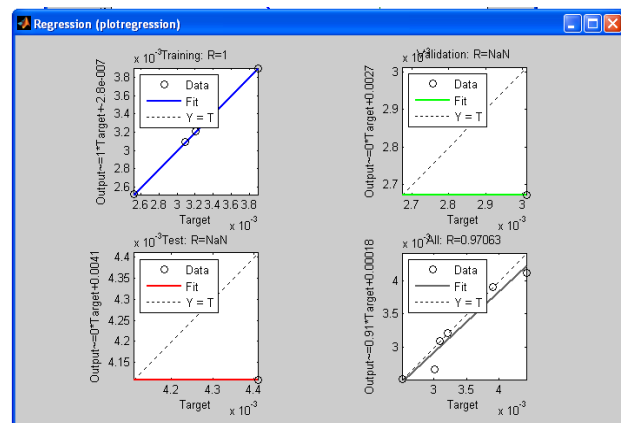 Regression (plotregression)
x 10⁻³ Training: R=1
Output~=1*Target+2.8e-007
3.8
3.6
3.4
3.2
3
2.8
2.6
Data
Fit
Y = T
2.6 2.8 3 3.2 3.4 3.6 3.8
Target
x 10⁻³
x 10⁻³ Validation: R=NaN
Output~=0*Target+0.0027
3
2.9
2.8
2.7
Data
Fit
Y = T
2.7 2.8 2.9 3
Target
x 10⁻³
x 10⁻³ Test: R=NaN
Output~=0*Target+0.0041
4.4
4.35
4.3
4.25
4.2
4.15
Data
Fit
Y = T
4.2 4.3 4.4
Target
x 10⁻³
x 10⁻³ All: R=0.97063
Output~=0.91*Target+0.00018
4
3.5
3
Data
Fit
Y = T
3 3.5 4
Target
x 10⁻³